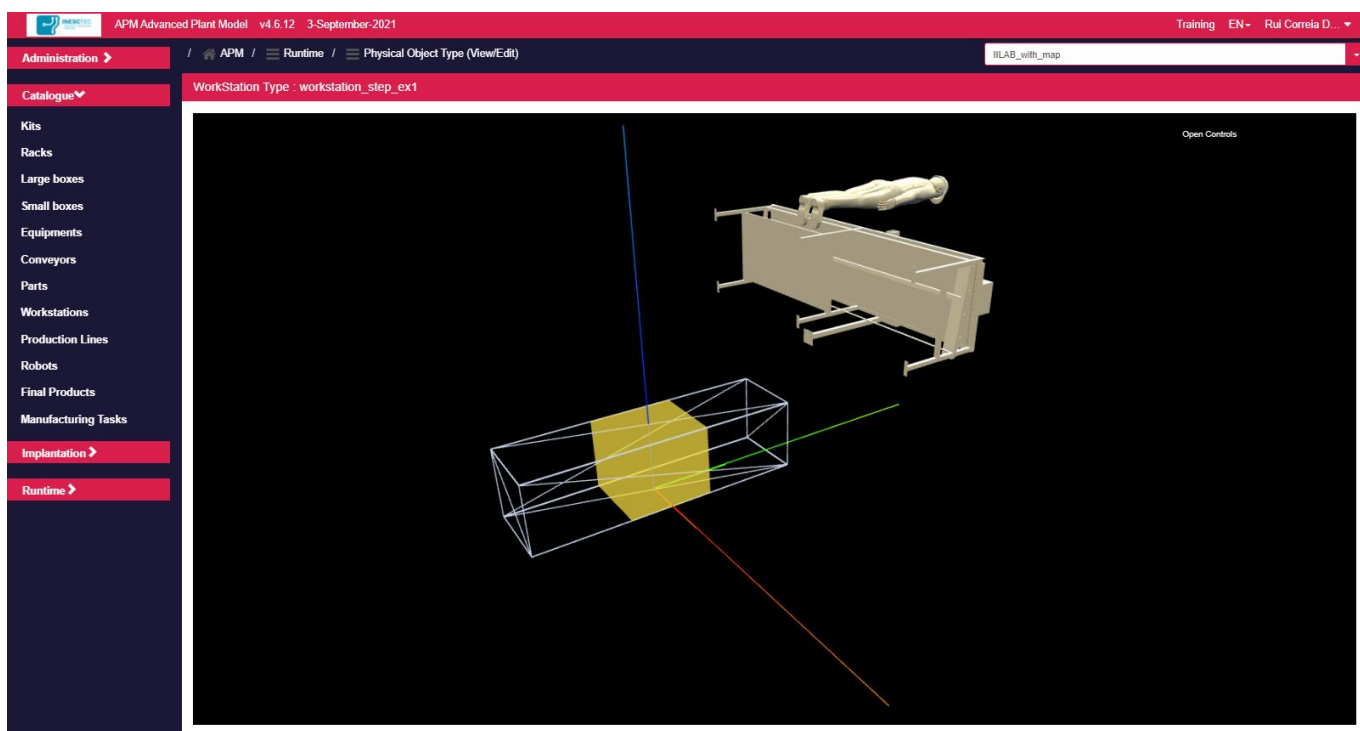 INESCTEC APM Advanced Plant Model v4.6.12 3-September-2021 Training EN Rui Correia D...
/ APM / Runtime / Physical Object Type (View/Edit) IILAB_with_map
WorkStation Type : workstation_step_ex1
Open Controls
Administration
Catalogue
Kits
Racks
Large boxes
Small boxes
Equipments
Conveyors
Parts
Workstations
Production Lines
Robots
Final Products
Manufacturing Tasks
Implantation
Runtime